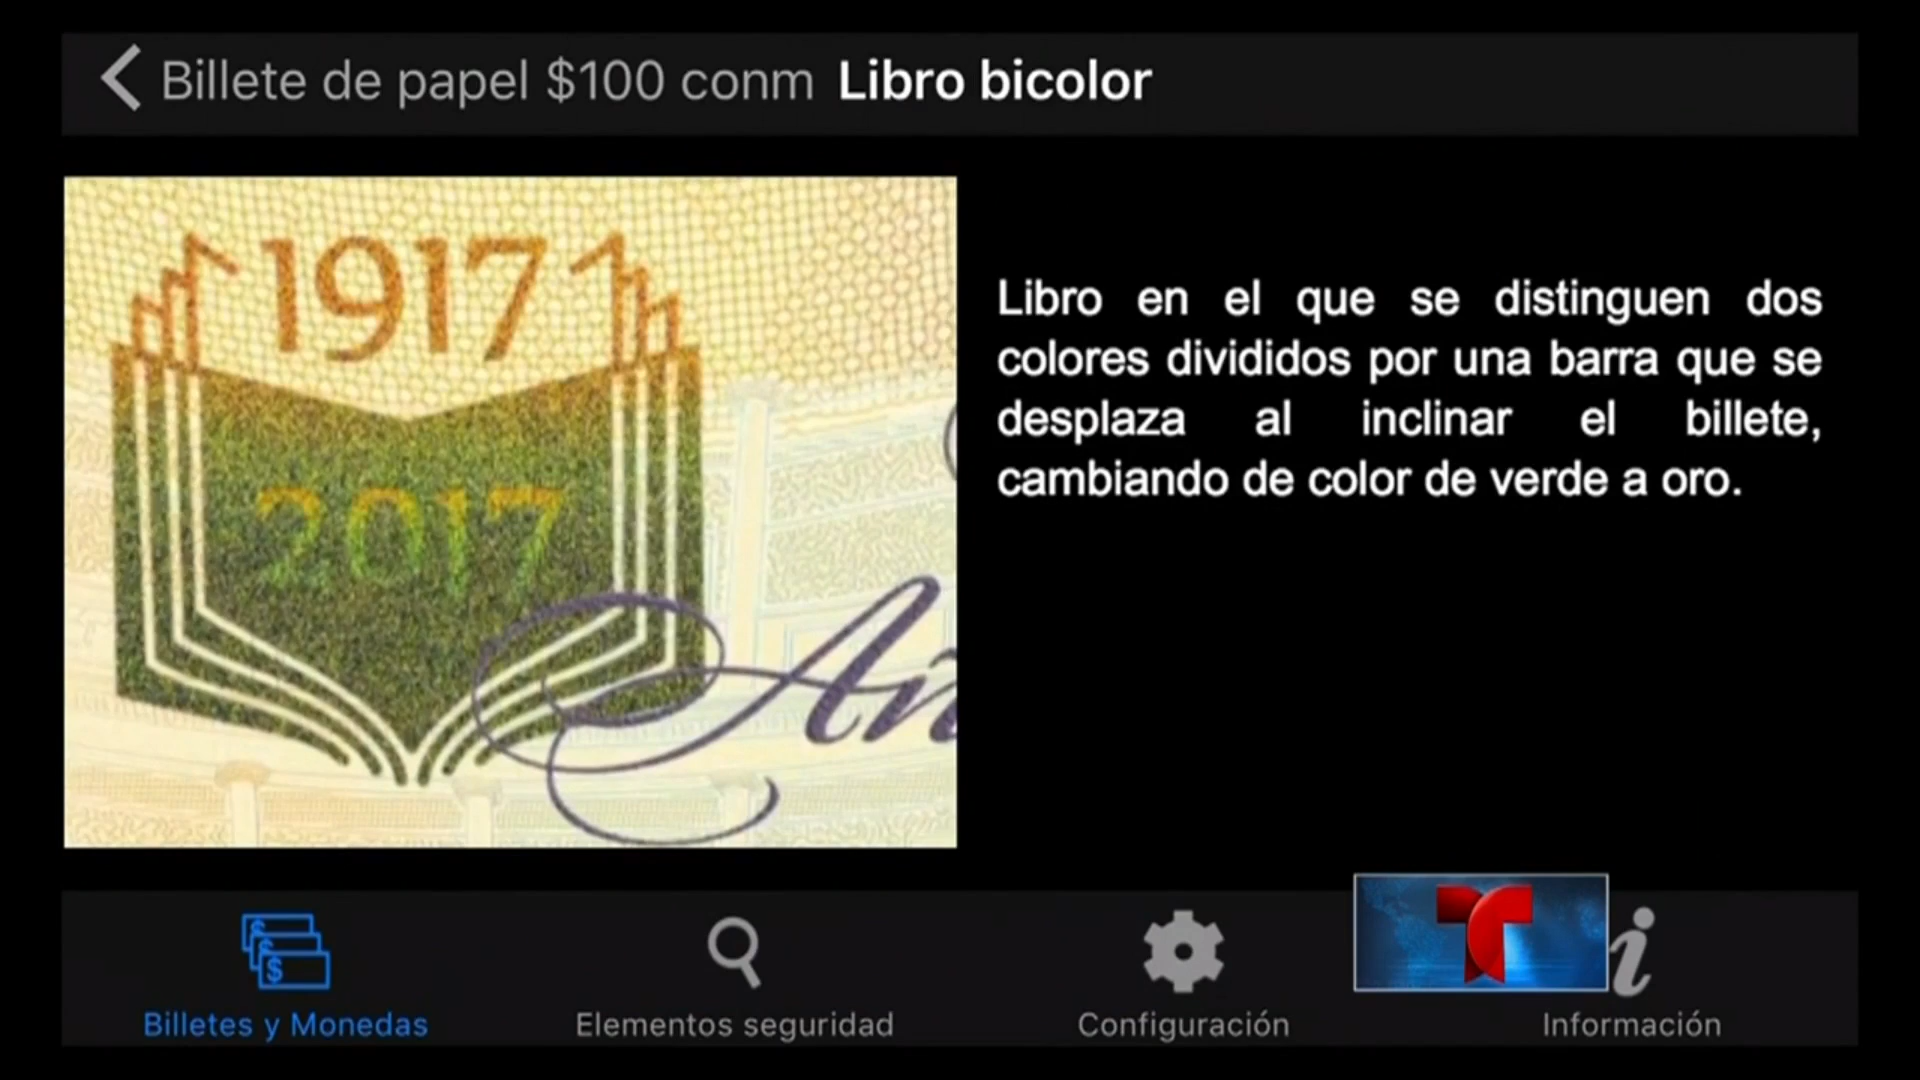 Billete de papel $100 conm Libro bicolor
1917
2017
An
Libro en el que se distinguen dos
colores divididos por una barra que se
desplaza al inclinar el billete,
cambiando de color de verde a oro.
Billetes y Monedas
Elementos seguridad
Configuración
Información